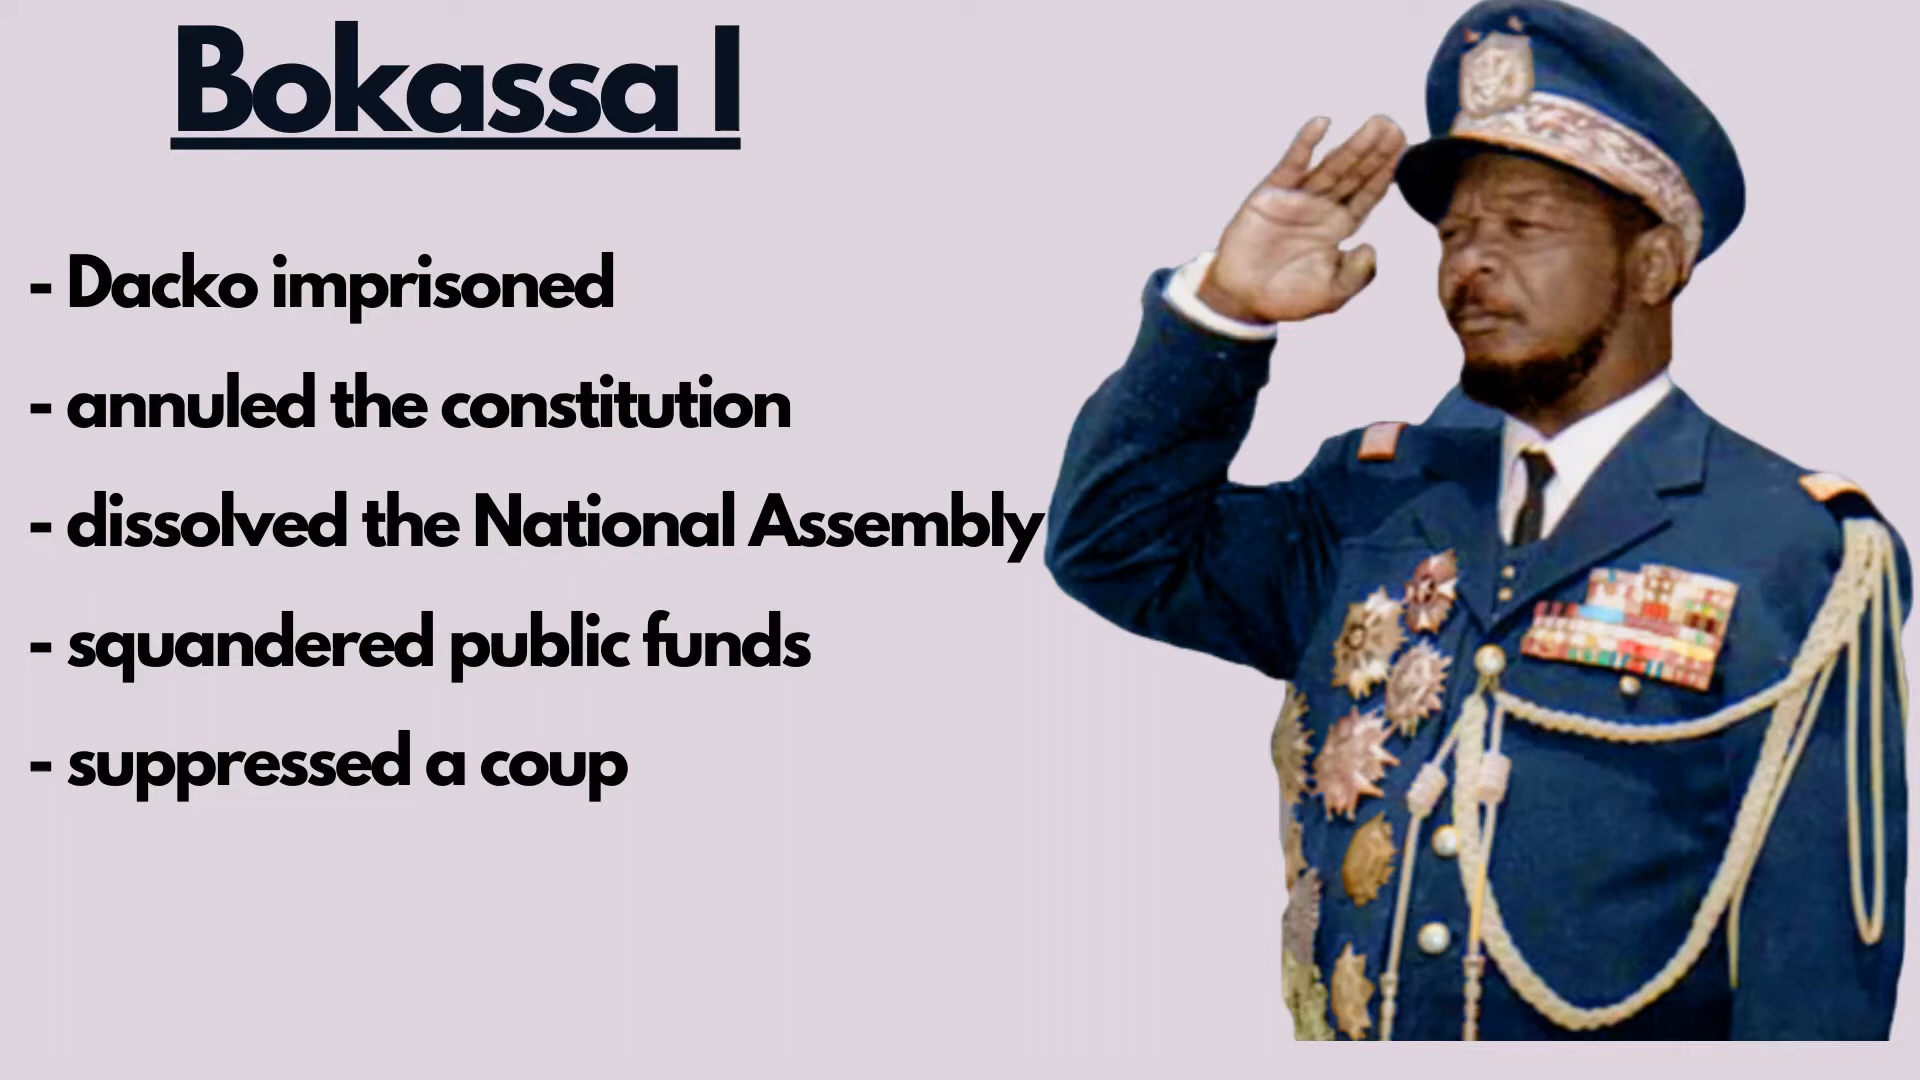 Bokassa I
- Dacko imprisoned
- annuled the constitution
- dissolved the National Assembly
- squandered public funds
- suppressed a coup